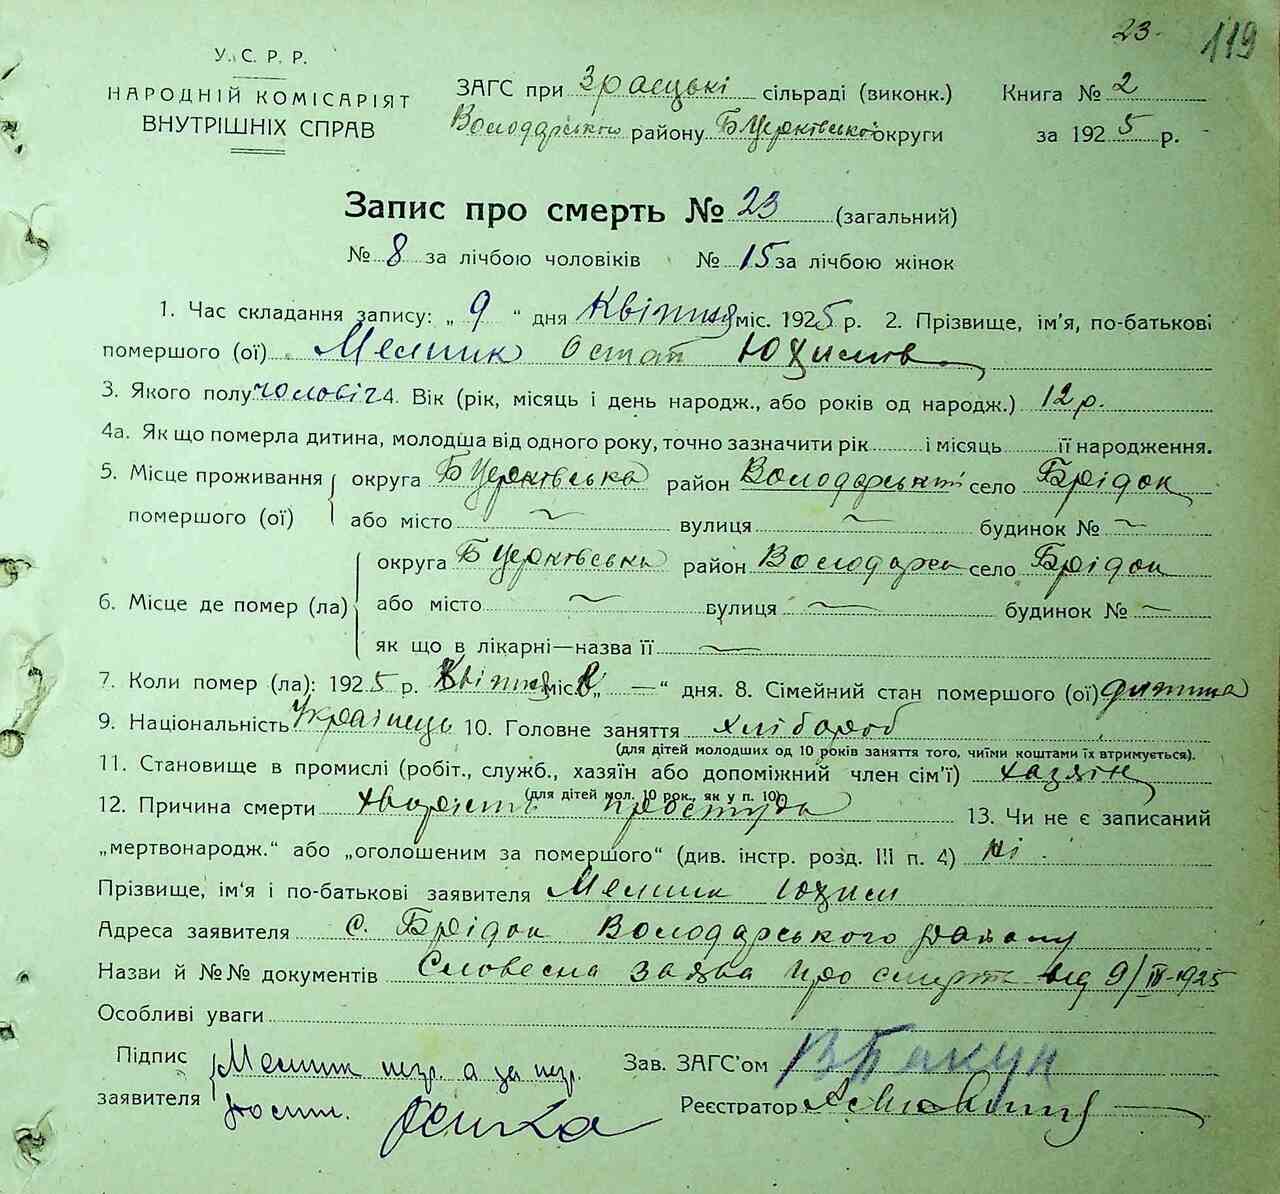 23.
119
У. С. Р. Р.
НАРОДНІЙ КОМІСАРІЯТ
ВНУТРІШНІХ СПРАВ
ЗАГС при сільраді (виконк.)
Володарського району Б Церківської округи
Книга № 2
за 1925 р.
Запис про смерть № 23 (загальний)
№ 8 за лічбою чоловіків № 15 за лічбою жінок
1. Час складання запису: „ 9 “ дня Квітня міс. 1925 р. 2. Прізвище, ім'я, по-батькові
помершого (ої) Мельник Остап Юхимов
3. Якого полу чоловіч 4. Вік (рік, місяць і день народж., або років од народж.) 12 р.
4а. Як що померла дитина, молодша від одного року, точно зазначити рік і місяць її народження.
5. Місце проживання помершого (ої) округа Б Церківська район Володарський село Брідок
або місто ~ вулиця ~ будинок № ~
6. Місце де помер (ла) округа Б Церківська район Володарськ село Брідок
або місто ~ вулиця ~ будинок № ~
як що в лікарні—назва її ~
7. Коли помер (ла): 1925 р. Квітня міс. „ — “ дня. 8. Сімейний стан помершого (ої) дитина
9. Національність Українець 10. Головне заняття хлібороб
(для дітей молодших од 10 років заняття того, чиїми коштами їх втримується).
11. Становище в промислі (робіт., служб., хазяїн або допоміжний член сім'ї) хазяїн
(для дітей мол. 10 рок., як у п. 10)
12. Причина смерти простуда 13. Чи не є записаний
„мертвонародж.“ або „оголошеним за помершого“ (див. інстр. розд. III п. 4) ні.
Прізвище, ім'я і по-батькові заявителя Мельник Юхим
Адреса заявителя с. Брідок Володарського району
Назви й №№ документів Словесна заява про смерть від 9/IV-1925
Особливі уваги
Підпис заявителя Мельник негр. а за негр.
Зав. ЗАГС'ом В Бакун
Реєстратор